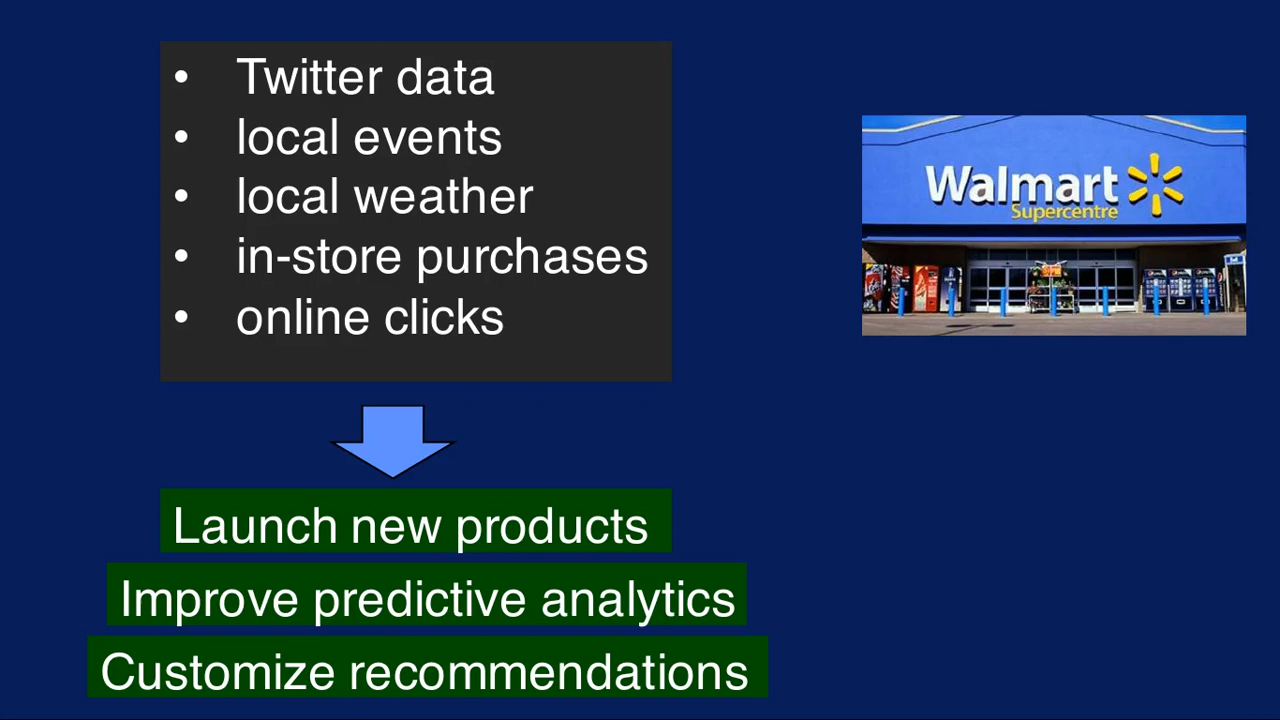 • Twitter data
• local events
• local weather
• in-store purchases
• online clicks
Walmart
Supercentre
Launch new products
Improve predictive analytics
Customize recommendations